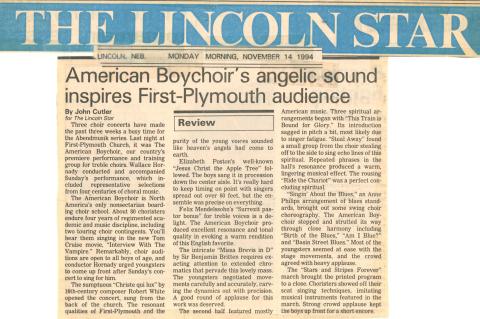 THE LINCOLN STAR
LINCOLN, NEB. MONDAY MORNING, NOVEMBER 14 1994
American Boychoir's angelic sound
inspires First-Plymouth audience
By John Cutler
for The Lincoln Star
Three choir concerts have made
the past three weeks a busy time for
the Abendmusik series. Last night at
First-Plymouth Church, it was The
American Boychoir, our country's
premiere performance and training
group for treble choirs. Wallace Hor-
nady conducted and accompanied
Sunday's performance, which in-
cluded representative selections
from four centuries of choral music.
The American Boychoir is North
America's only nonsectarian board-
ing choir school. About 50 choristers
endure four years of regimented aca-
demic and music discipline, including
two touring choir contingents. You'll
hear them singing in the new Tom
Cruise movie, "Interview With the
Vampire." Remarkably, choir audi-
tions are open to all boys of age, and
conductor Hornady urged youngsters
to come up front after Sunday's con-
cert to sing for him.
The sumptuous "Christe qui lux" by
16th-composer Robert White
opened the concert, sung from the
back of the church. The resonant
qualities of First-Plymouth and the
Review
purity of the young voices sounded
like heaven's angels had come to
earth.
Elizabeth Poston's well-known
"Jesus Christ the Apple Tree" fol-
lowed. The boys sang it in procession
down the center aisle. It's really hard
to keep timing on point with singers
spread out over 60 feet, but the en-
semble was precise on everything.
Felix Mendelssohn's "Surrexit pas-
tor bonus" for treble voices is a de-
light. The American Boychoir pro-
duced excellent resonance and tonal
quality in evoking a warm rendition
of this English favorite.
The intricate "Missa Brevis in D"
by Sir Benjamin Britten requires ex-
acting attention to extended chro-
matics that pervade this lovely mass.
The youngsters negotiated move-
ments carefully and accurately, carv-
ing the dynamics out with precision.
A good round of applause for this
work was deserved.
The second half featured mostly
American music. Three spiritual ar-
rangements began with "This Train is
Bound for Glory." Its introduction
sagged in pitch a bit, most likely due
to singer fatigue. "Steal Away" found
a small group from the choir stealing
off to the side to sing echo lines of this
spiritual. Repeated phrases in the
hall's resonance produced a warm,
lingering musical effect. The rousing
"Ride the Chariot" was a perfect con-
cluding spiritual.
"Singin' About the Blues," an Anne
Philips arrangement of blues stand-
ards, brought out some swing choir
choreography. The American Boy-
choir stepped and strutted its way
through close harmony including
"Birth of the Blues," "Am I Blue?"
and "Basin Street Blues." Most of the
youngsters seemed at ease with the
stage movements, and the crowd
agreed with heavy applause.
The "Stars and Stripes Forever"
march brought the printed program
to a close. Choristers showed off their
scat singing techniques, imitating
musical instruments featured in the
march. Strong crowd applause kept
the boys up front for a short encore.